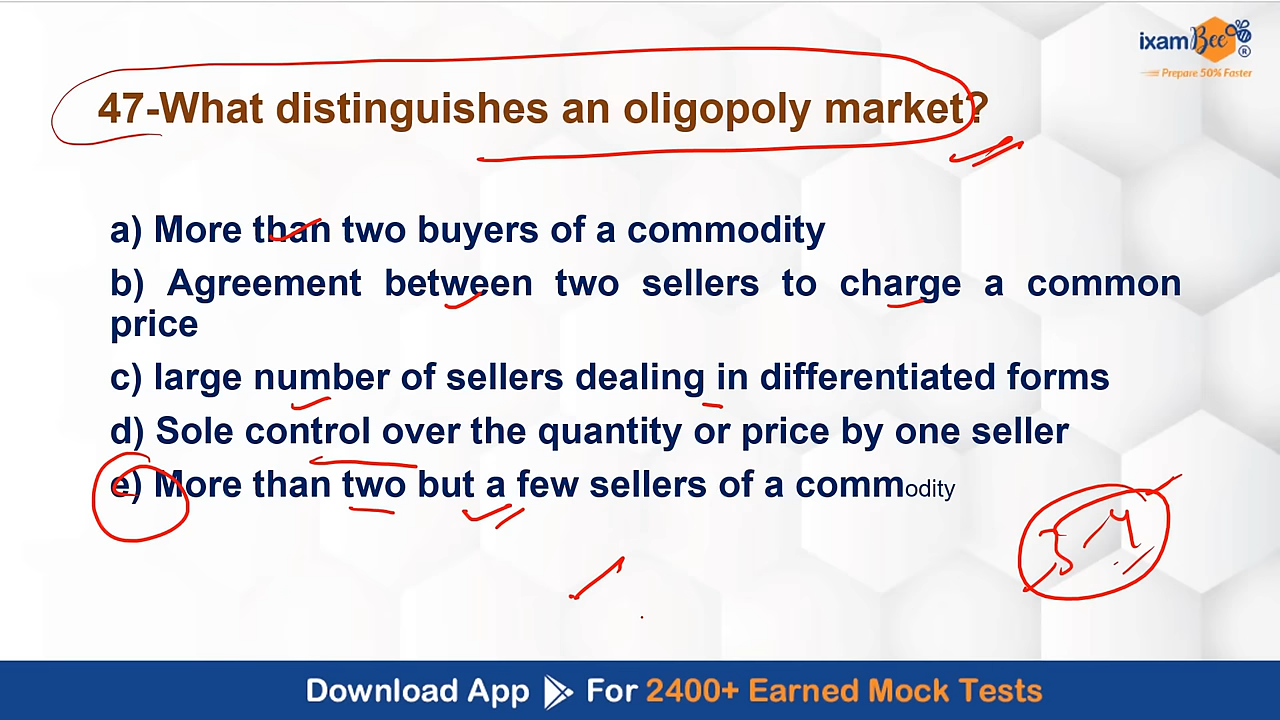 ixamBee
®
Prepare 50% Faster
47-What distinguishes an oligopoly market?
a) More than two buyers of a commodity
b) Agreement between two sellers to charge a common
price
c) large number of sellers dealing in differentiated forms
d) Sole control over the quantity or price by one seller
e) More than two but a few sellers of a commodity
Download App For 2400+ Earned Mock Tests